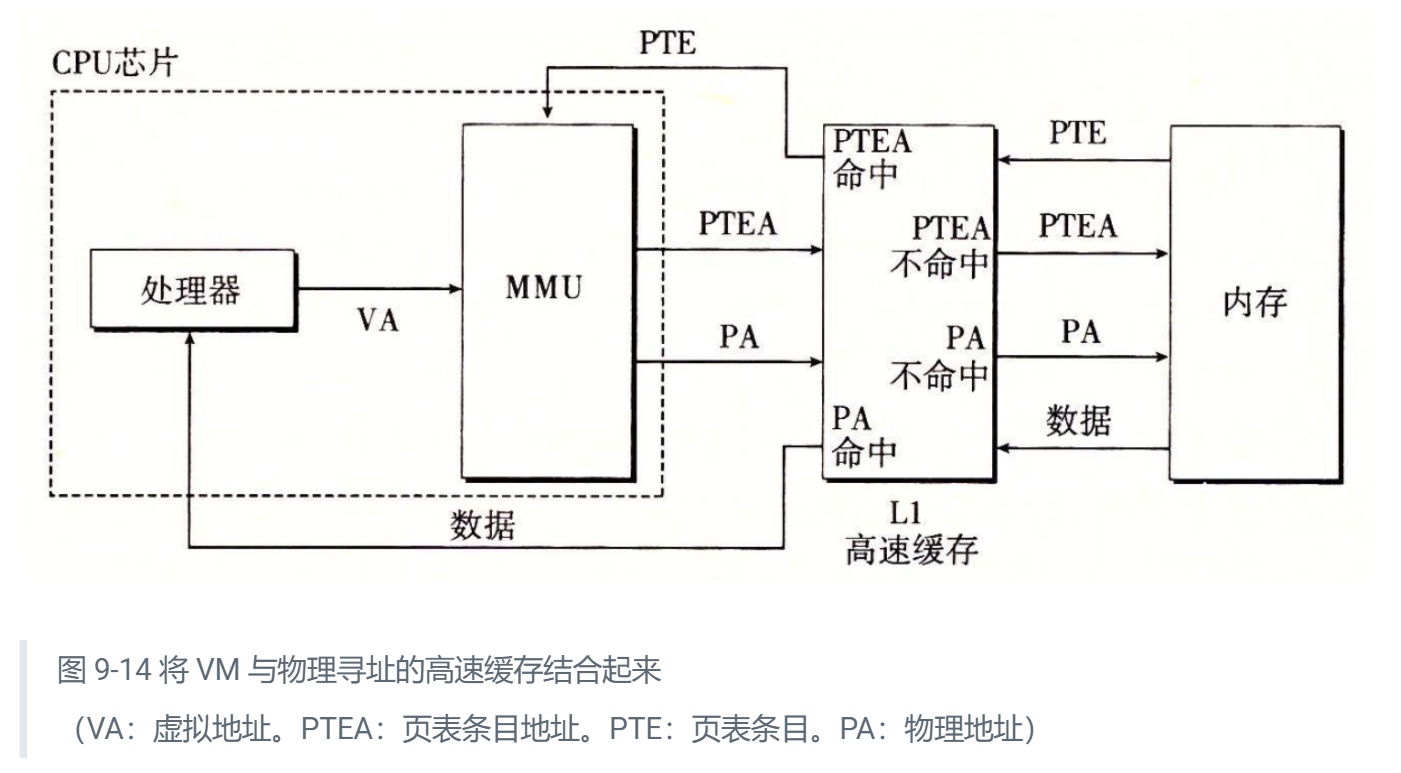 PTE
CPU芯片
PTEA
命中
PTE
PTEA
PTEA
不命中
PTEA
处理器
VA
MMU
内存
PA
PA
不命中
PA
PA
命中
数据
数据
L1
高速缓存
图 9-14 将 VM 与物理寻址的高速缓存结合起来
（VA：虚拟地址。PTEA：页表条目地址。PTE：页表条目。PA：物理地址）